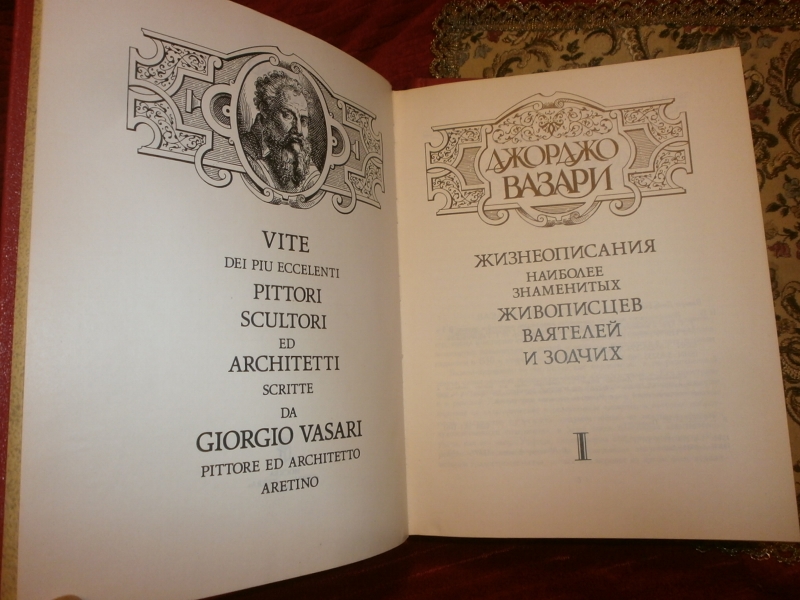 VITE
DEI PIU ECCELENTI
PITTORI
SCULTORI
ED
ARCHITETTI
SCRITTE
DA
GIORGIO VASARI
PITTORE ED ARCHITETTO
ARETINO
ДЖОРДЖО
ВАЗАРИ
ЖИЗНЕОПИСАНИЯ
НАИБОЛЕЕ
ЗНАМЕНИТЫХ
ЖИВОПИСЦЕВ
ВАЯТЕЛЕЙ
И ЗОДЧИХ
I